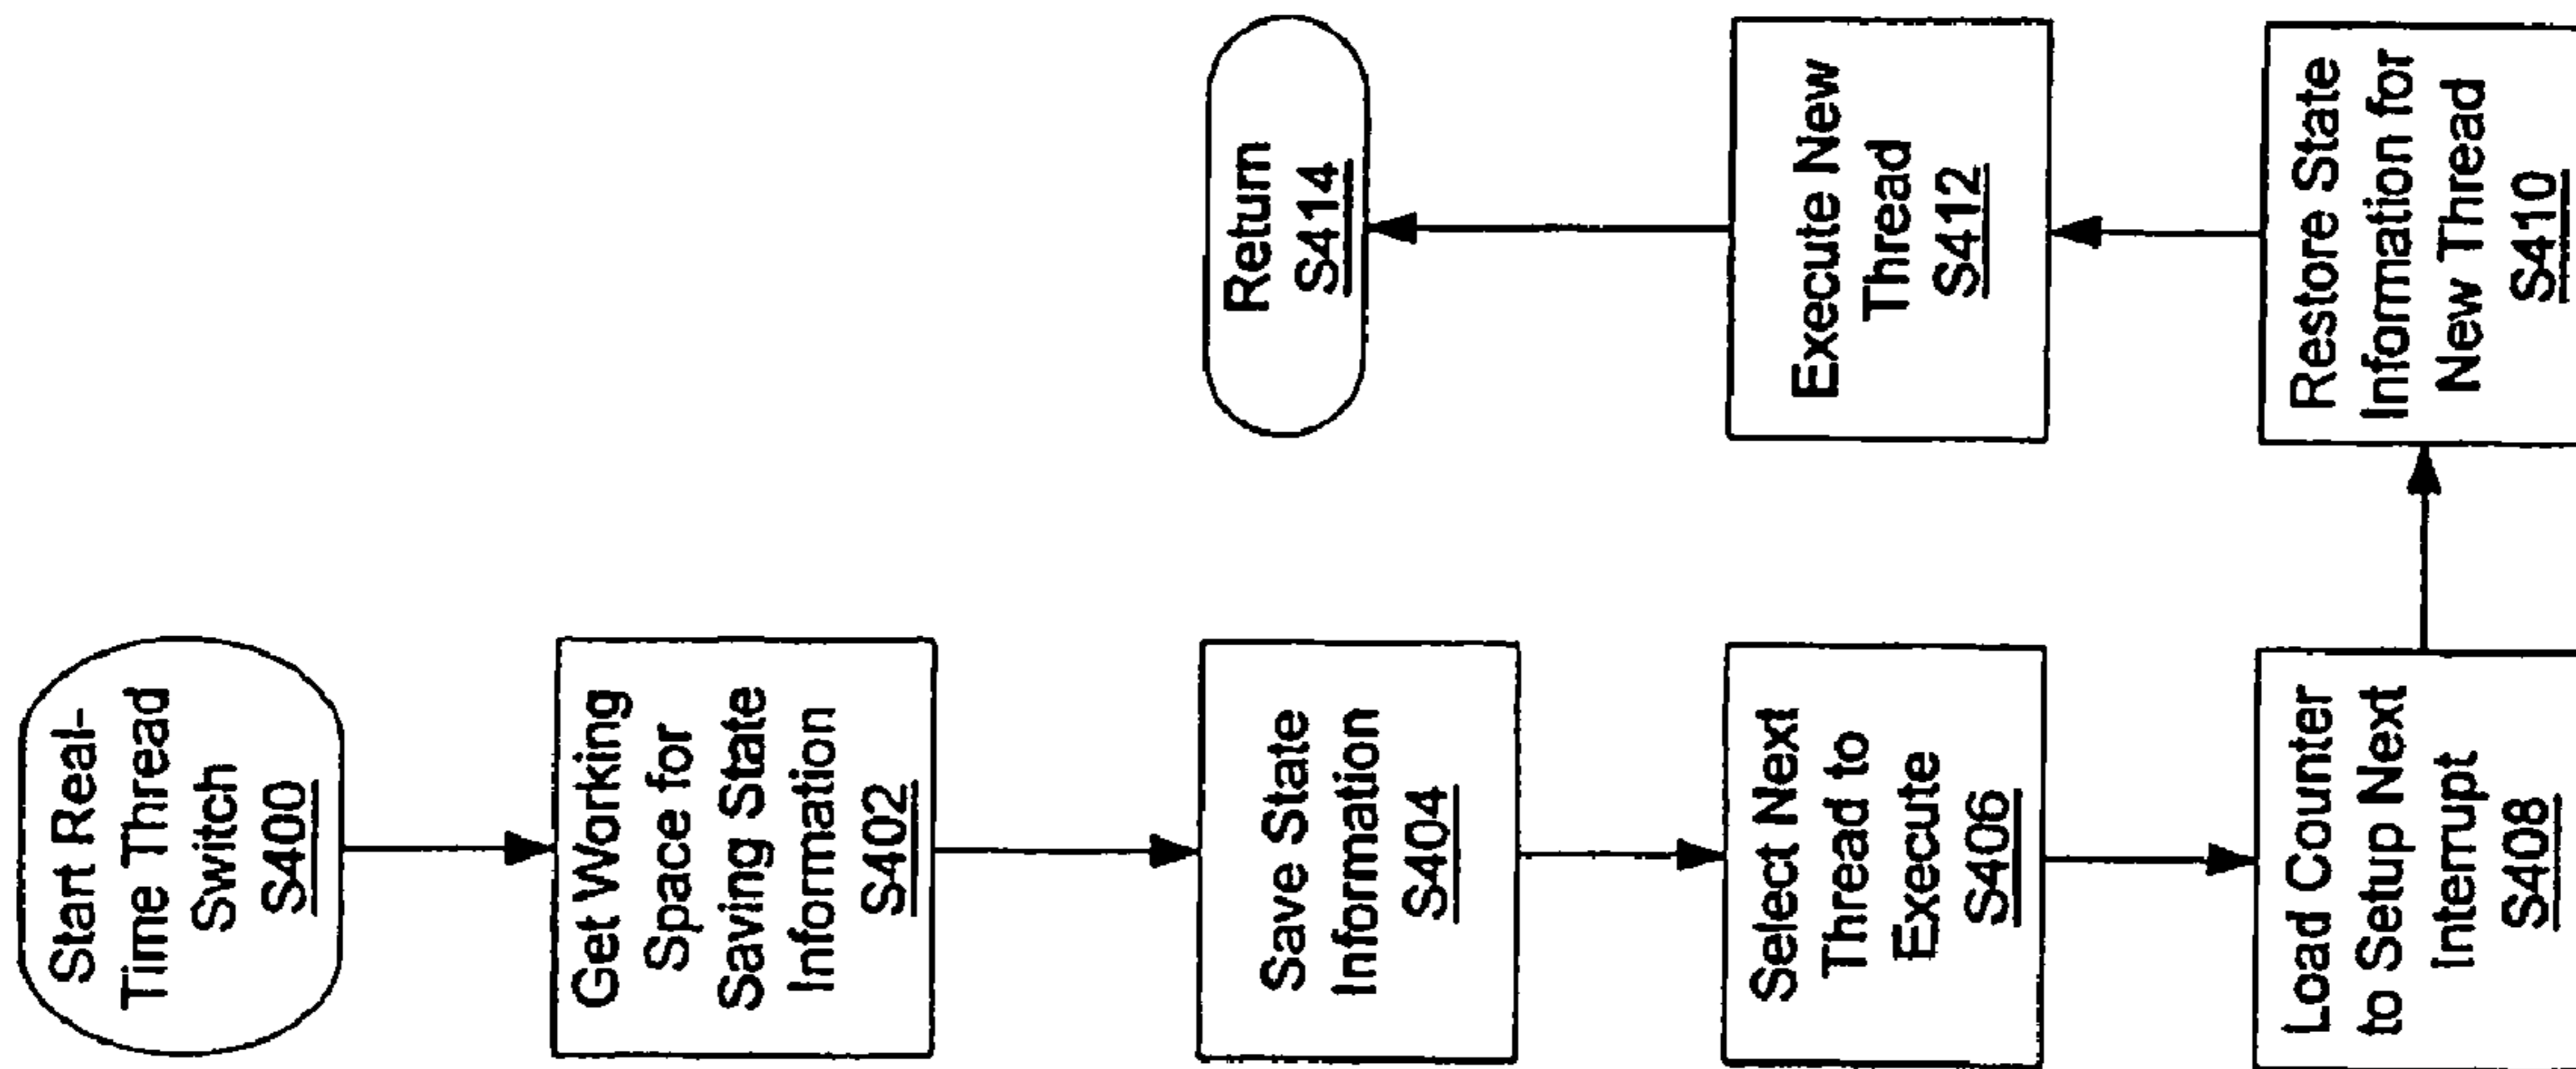 Start Real-
Time Thread
Switch
S400
Get Working
Space for
Saving State
Information
S402
Save State
Information
S404
Select Next
Thread to
Execute
S406
Load Counter
to Setup Next
Interrupt
S408
Restore State
Information for
New Thread
S410
Execute New
Thread
S412
Return
S414